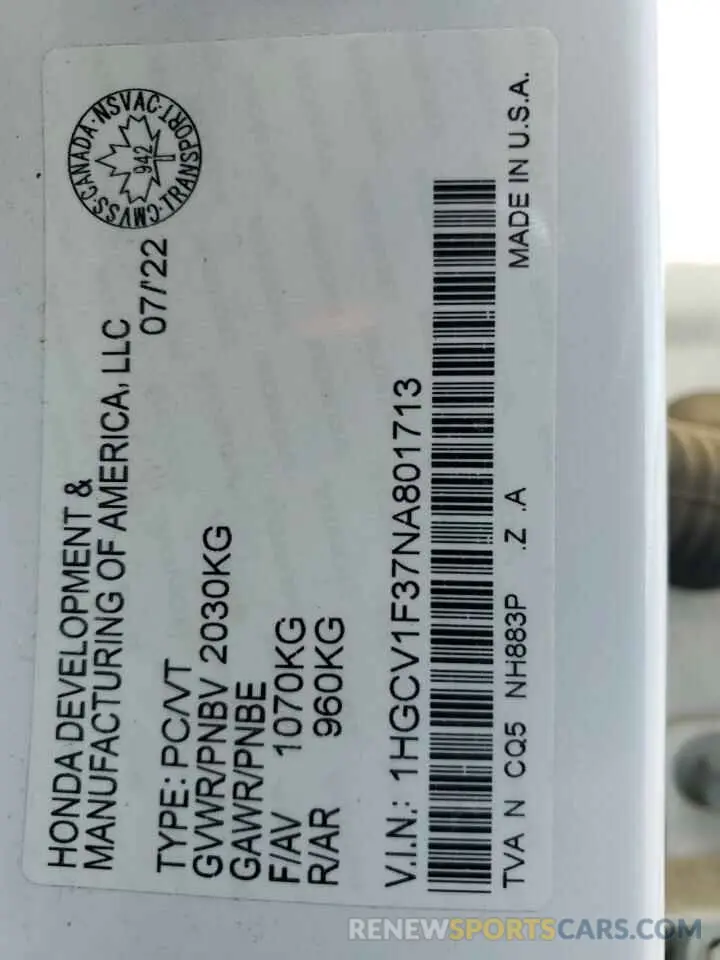 HONDA DEVELOPMENT &
MANUFACTURING OF AMERICA, LLC
07/'22
CMVSS·CANADA·NSVAC·TRANSPORT
942
TYPE: PC/VT
GVWR/PNBV 2030KG
GAWR/PNBE
F/AV 1070KG
R/AR 960KG
V.I.N.: 1HGCV1F37NA801713
TVA N CQ5 NH883P .Z .A MADE IN U.S.A.
RENEWSPORTSCARS.COM